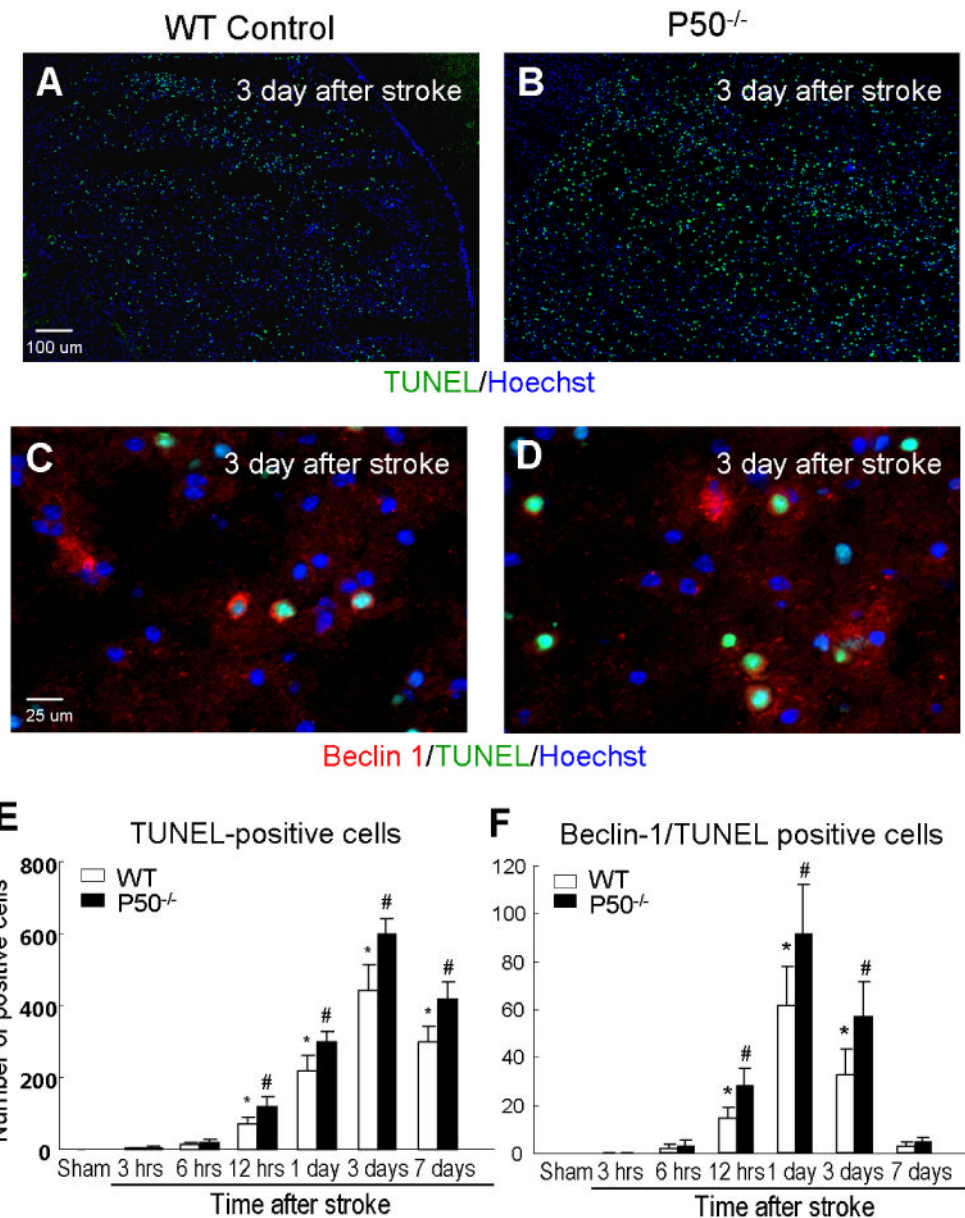 WT Control
P50-/-
A
3 day after stroke
B
3 day after stroke
100 um
TUNEL/Hoechst
C
3 day after stroke
D
3 day after stroke
25 um
Beclin 1/TUNEL/Hoechst
E
TUNEL-positive cells
Number of positive cells
800
600
400
200
0
WT
P50-/-
*
#
*
#
*
#
*
#
Sham 3 hrs 6 hrs 12 hrs 1 day 3 days 7 days
Time after stroke
F
Beclin-1/TUNEL positive cells
120
100
80
60
40
20
0
WT
P50-/-
*
#
*
#
*
#
Sham 3 hrs 6 hrs 12 hrs 1 day 3 days 7 days
Time after stroke